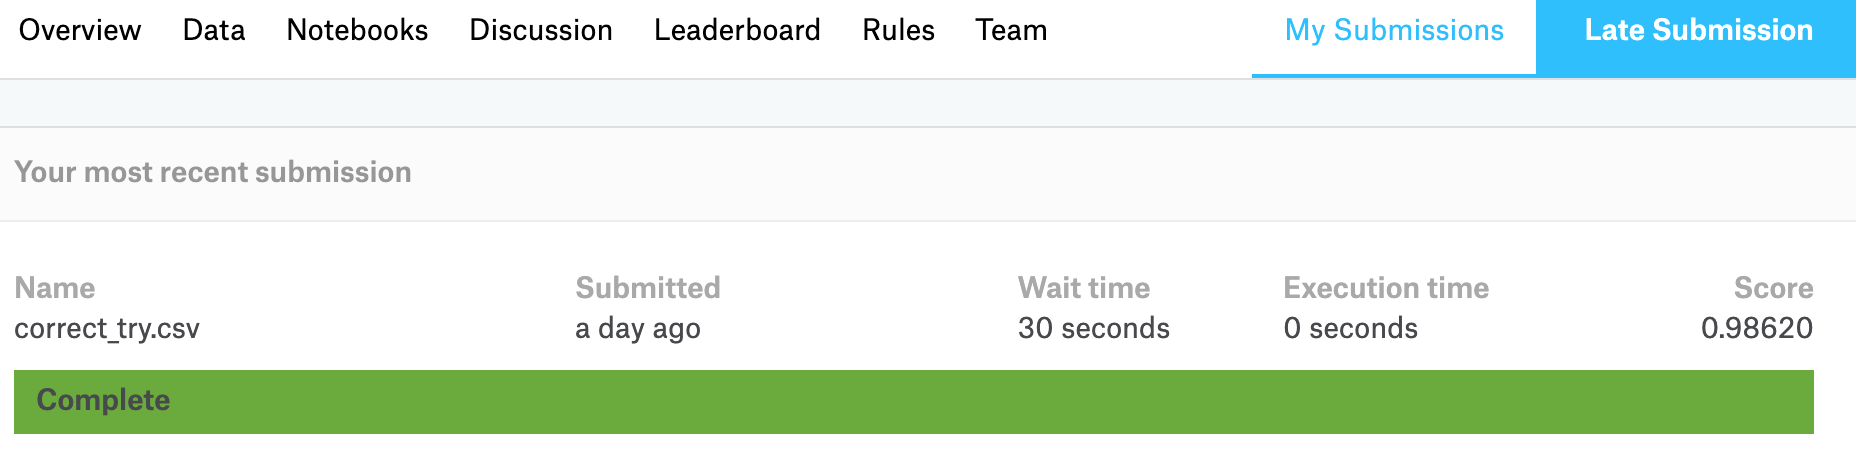 Overview Data Notebooks Discussion Leaderboard Rules Team My Submissions Late Submission
Your most recent submission
Name Submitted Wait time Execution time Score
correct_try.csv a day ago 30 seconds 0 seconds 0.98620
Complete